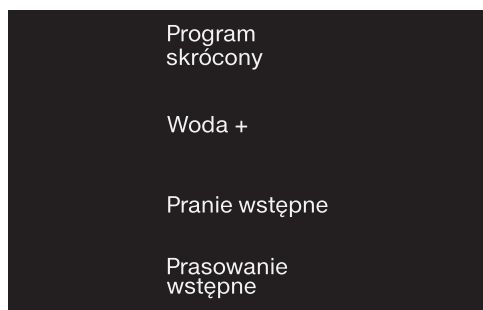 Program
skrócony
Woda +
Pranie wstępne
Prasowanie
wstępne